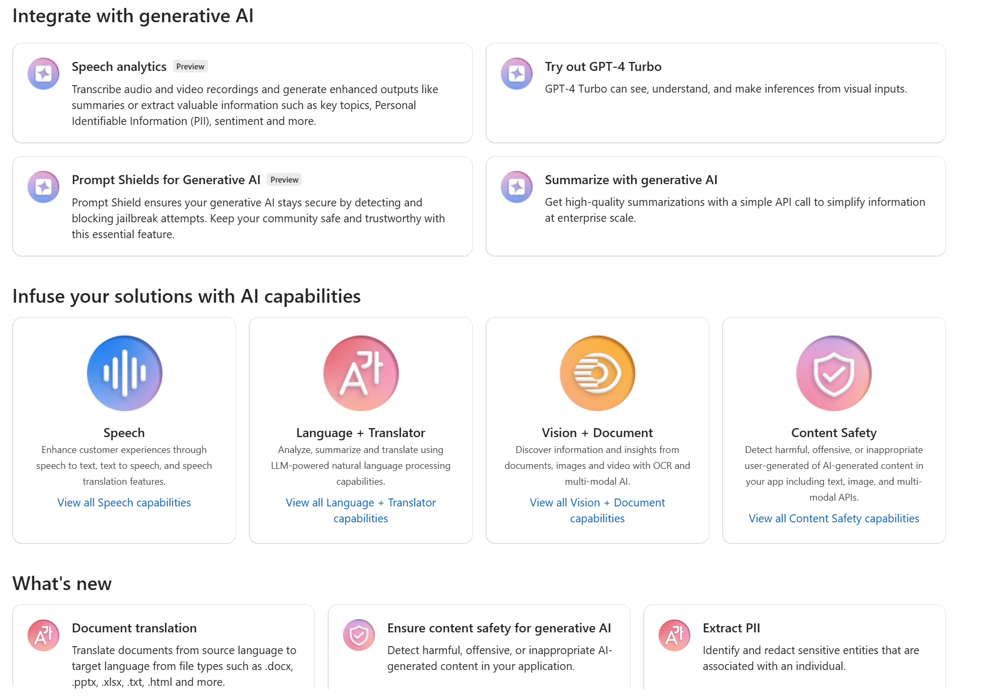 Integrate with generative AI
Speech analytics Preview
Transcribe audio and video recordings and generate enhanced outputs like
summaries or extract valuable information such as key topics, Personal
Identifiable Information (PII), sentiment and more.
Try out GPT-4 Turbo
GPT-4 Turbo can see, understand, and make inferences from visual inputs.
Prompt Shields for Generative AI Preview
Prompt Shield ensures your generative AI stays secure by detecting and
blocking jailbreak attempts. Keep your community safe and trustworthy with
this essential feature.
Summarize with generative AI
Get high-quality summarizations with a simple API call to simplify information
at enterprise scale.
Infuse your solutions with AI capabilities
A가
Speech
Enhance customer experiences through
speech to text, text to speech, and speech
translation features.
View all Speech capabilities
Language + Translator
Analyze, summarize and translate using
LLM-powered natural language processing
capabilities.
View all Language + Translator
capabilities
Vision + Document
Discover information and insights from
documents, images and video with OCR and
multi-modal AI.
View all Vision + Document
capabilities
Content Safety
Detect harmful, offensive, or inappropriate
user-generated of AI-generated content in
your app including text, image, and multi-
modal APIs.
View all Content Safety capabilities
What's new
A가
Document translation
Translate documents from source language to
target language from file types such as .docx,
.pptx, .xlsx, .txt, .html and more.
Ensure content safety for generative AI
Detect harmful, offensive, or inappropriate AI-
generated content in your application.
A가
Extract PII
Identify and redact sensitive entities that are
associated with an individual.